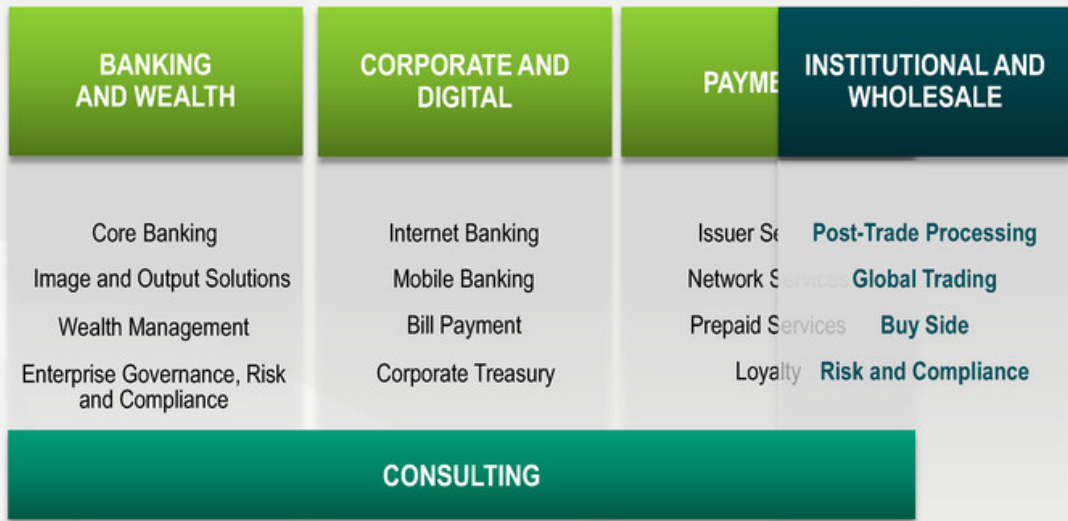 BANKING
AND WEALTH
Core Banking
Image and Output Solutions
Wealth Management
Enterprise Governance, Risk
and Compliance
CORPORATE AND
DIGITAL
Internet Banking
Mobile Banking
Bill Payment
Corporate Treasury
PAYME
Issuer Se
Network Services
Prepaid Services
Loyalty
INSTITUTIONAL AND
WHOLESALE
Post-Trade Processing
Global Trading
Buy Side
Risk and Compliance
CONSULTING